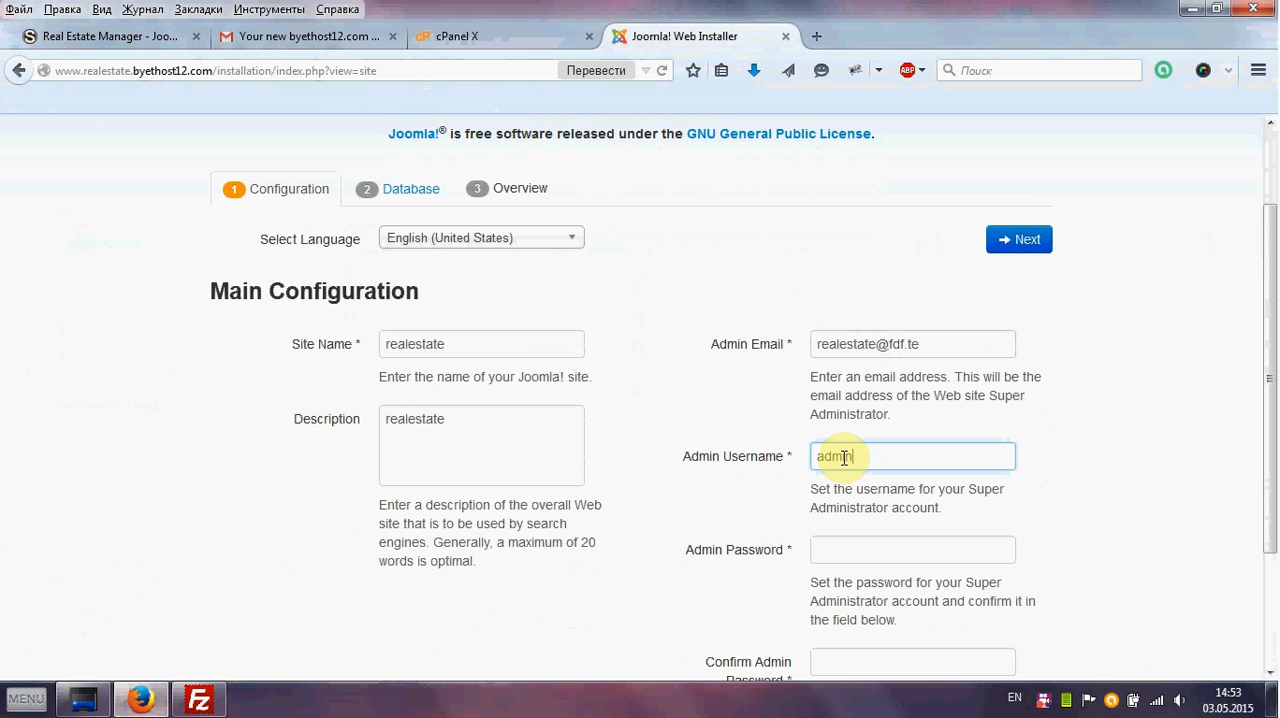 Файл Правка Вид Журнал Закладки Инструменты Справка
Real Estate Manager - Joo... Your new byethost12.com ... cP cPanel X Joomla! Web Installer
www.realestate.byethost12.com/installation/index.php?view=site Перевести Поиск
ABP
Joomla!® is free software released under the GNU General Public License.
1 Configuration 2 Database 3 Overview
Select Language English (United States) Next
Main Configuration
Site Name * realestate Admin Email * realestate@fdf.te
Enter the name of your Joomla! site. Enter an email address. This will be the
email address of the Web site Super
Administrator.
Description realestate
Admin Username * admin
Enter a description of the overall Web Set the username for your Super
site that is to be used by search Administrator account.
engines. Generally, a maximum of 20
words is optimal.
Admin Password *
Set the password for your Super
Administrator account and confirm it in
the field below.
Confirm Admin
Password *
MENU Fz EN 14:53
03.05.2015